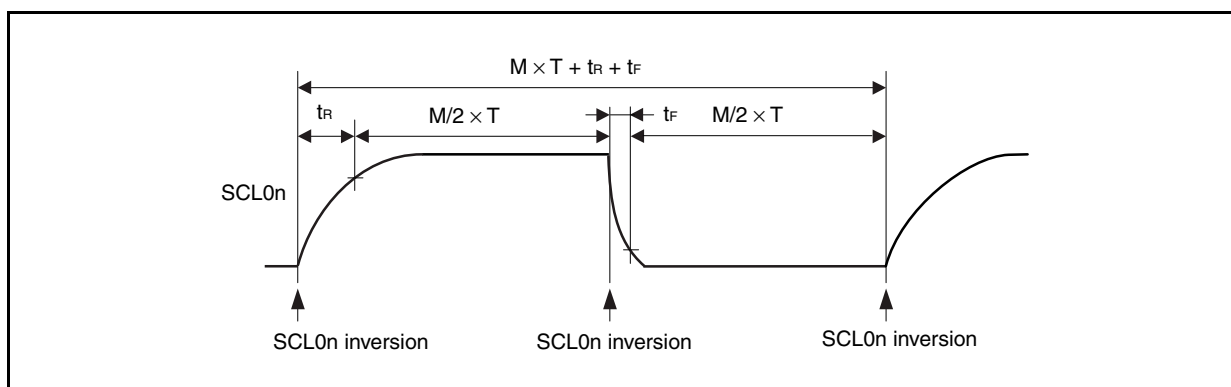 M × T + tR + tF
tR M/2 × T tF M/2 × T
SCL0n
SCL0n inversion SCL0n inversion SCL0n inversion